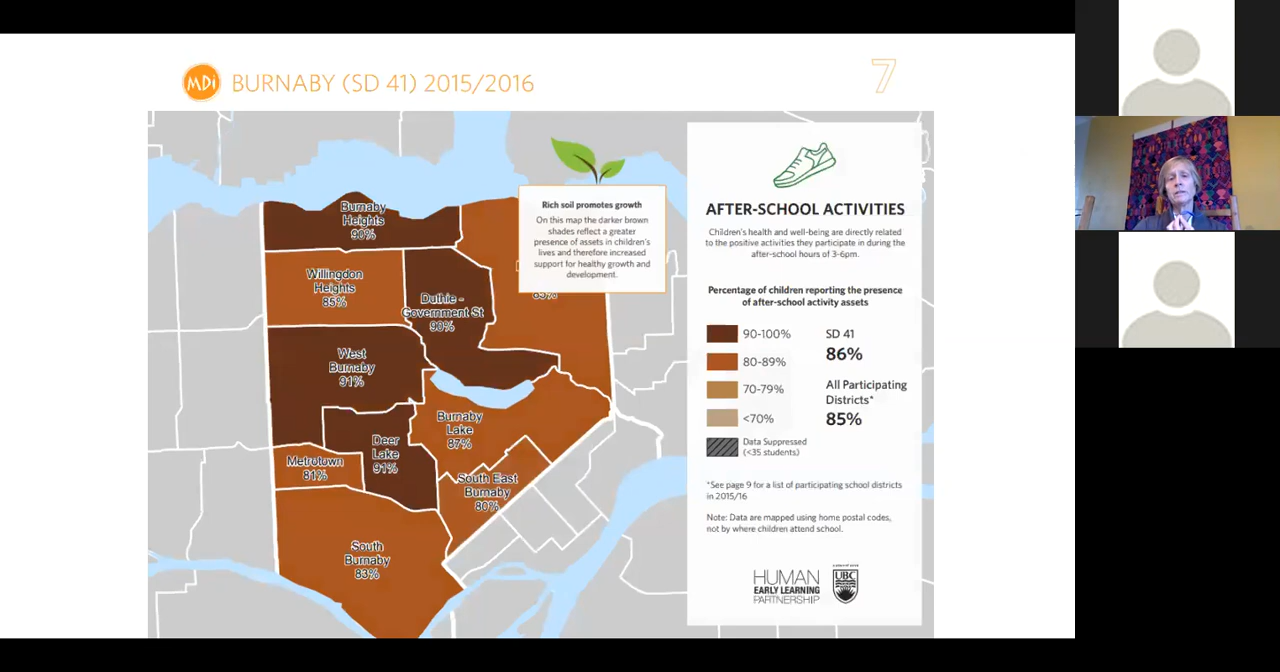 MDi BURNABY (SD 41) 2015/2016
7
Rich soil promotes growth
On this map the darker brown
shades reflect a greater
presence of assets in children's
lives and therefore increased
support for healthy growth and
development.
Burnaby
Heights
90%
Willingdon
Heights
85%
Duthie -
Government St
90%
West
Burnaby
91%
Burnaby
Lake
87%
Deer
Lake
91%
Metrotown
81%
South East
Burnaby
80%
South
Burnaby
83%
AFTER-SCHOOL ACTIVITIES
Children's health and well-being are directly related
to the positive activities they participate in during the
after-school hours of 3-6pm.
Percentage of children reporting the presence
of after-school activity assets
90-100%
80-89%
70-79%
<70%
Data Suppressed
(<35 students)
SD 41
86%
All Participating
Districts*
85%
*See page 9 for a list of participating school districts
in 2015/16
Note: Data are mapped using home postal codes,
not by where children attend school.
HUMAN
EARLY LEARNING
PARTNERSHIP
UBC